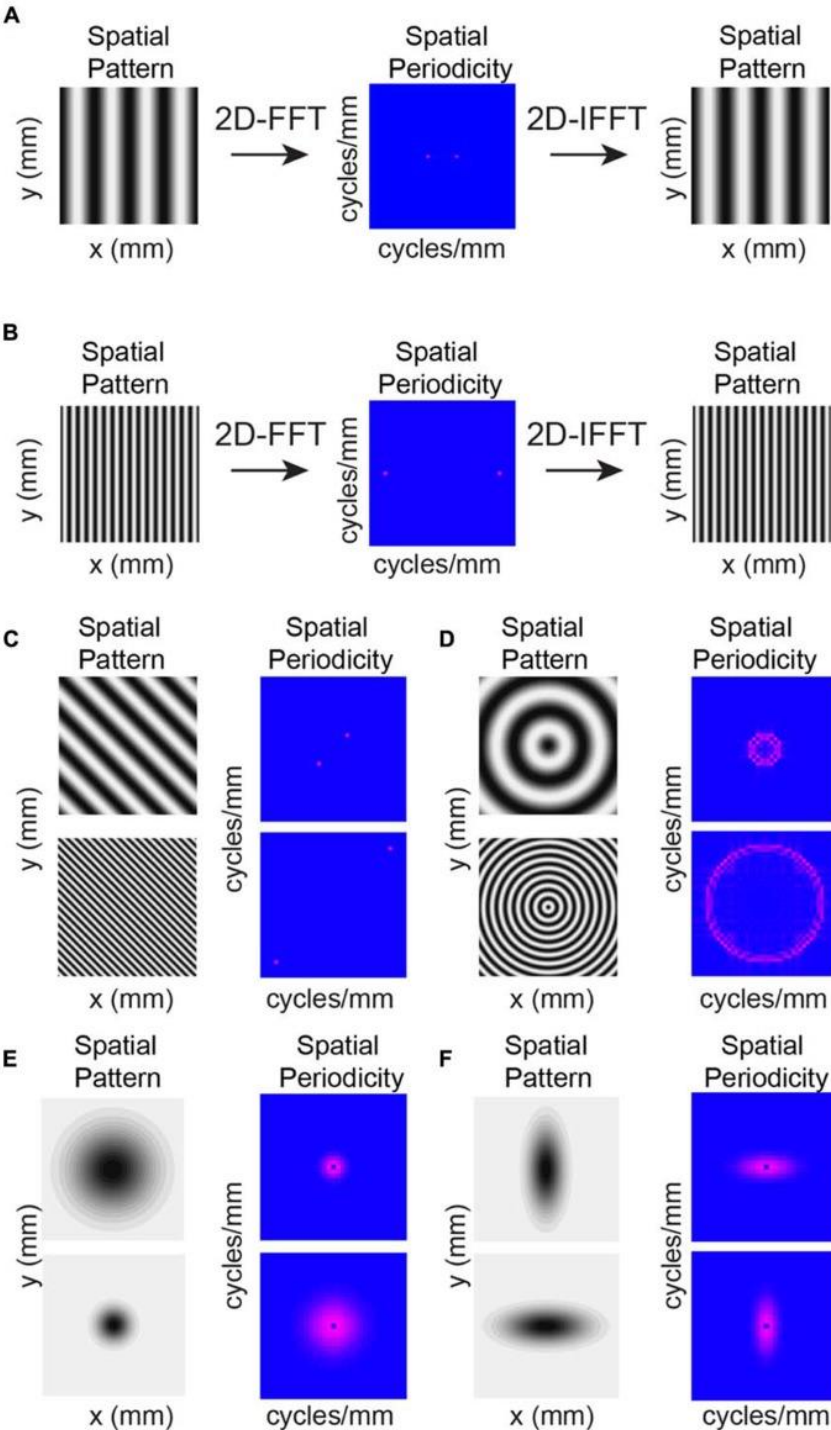 A
Spatial
Pattern
y (mm)
x (mm)
2D-FFT
Spatial
Periodicity
cycles/mm
cycles/mm
2D-IFFT
Spatial
Pattern
y (mm)
x (mm)
B
Spatial
Pattern
y (mm)
x (mm)
2D-FFT
Spatial
Periodicity
cycles/mm
cycles/mm
2D-IFFT
Spatial
Pattern
y (mm)
x (mm)
C
Spatial
Pattern
y (mm)
x (mm)
Spatial
Periodicity
cycles/mm
cycles/mm
D
Spatial
Pattern
y (mm)
x (mm)
Spatial
Periodicity
cycles/mm
cycles/mm
E
Spatial
Pattern
y (mm)
x (mm)
Spatial
Periodicity
cycles/mm
cycles/mm
F
Spatial
Pattern
y (mm)
x (mm)
Spatial
Periodicity
cycles/mm
cycles/mm